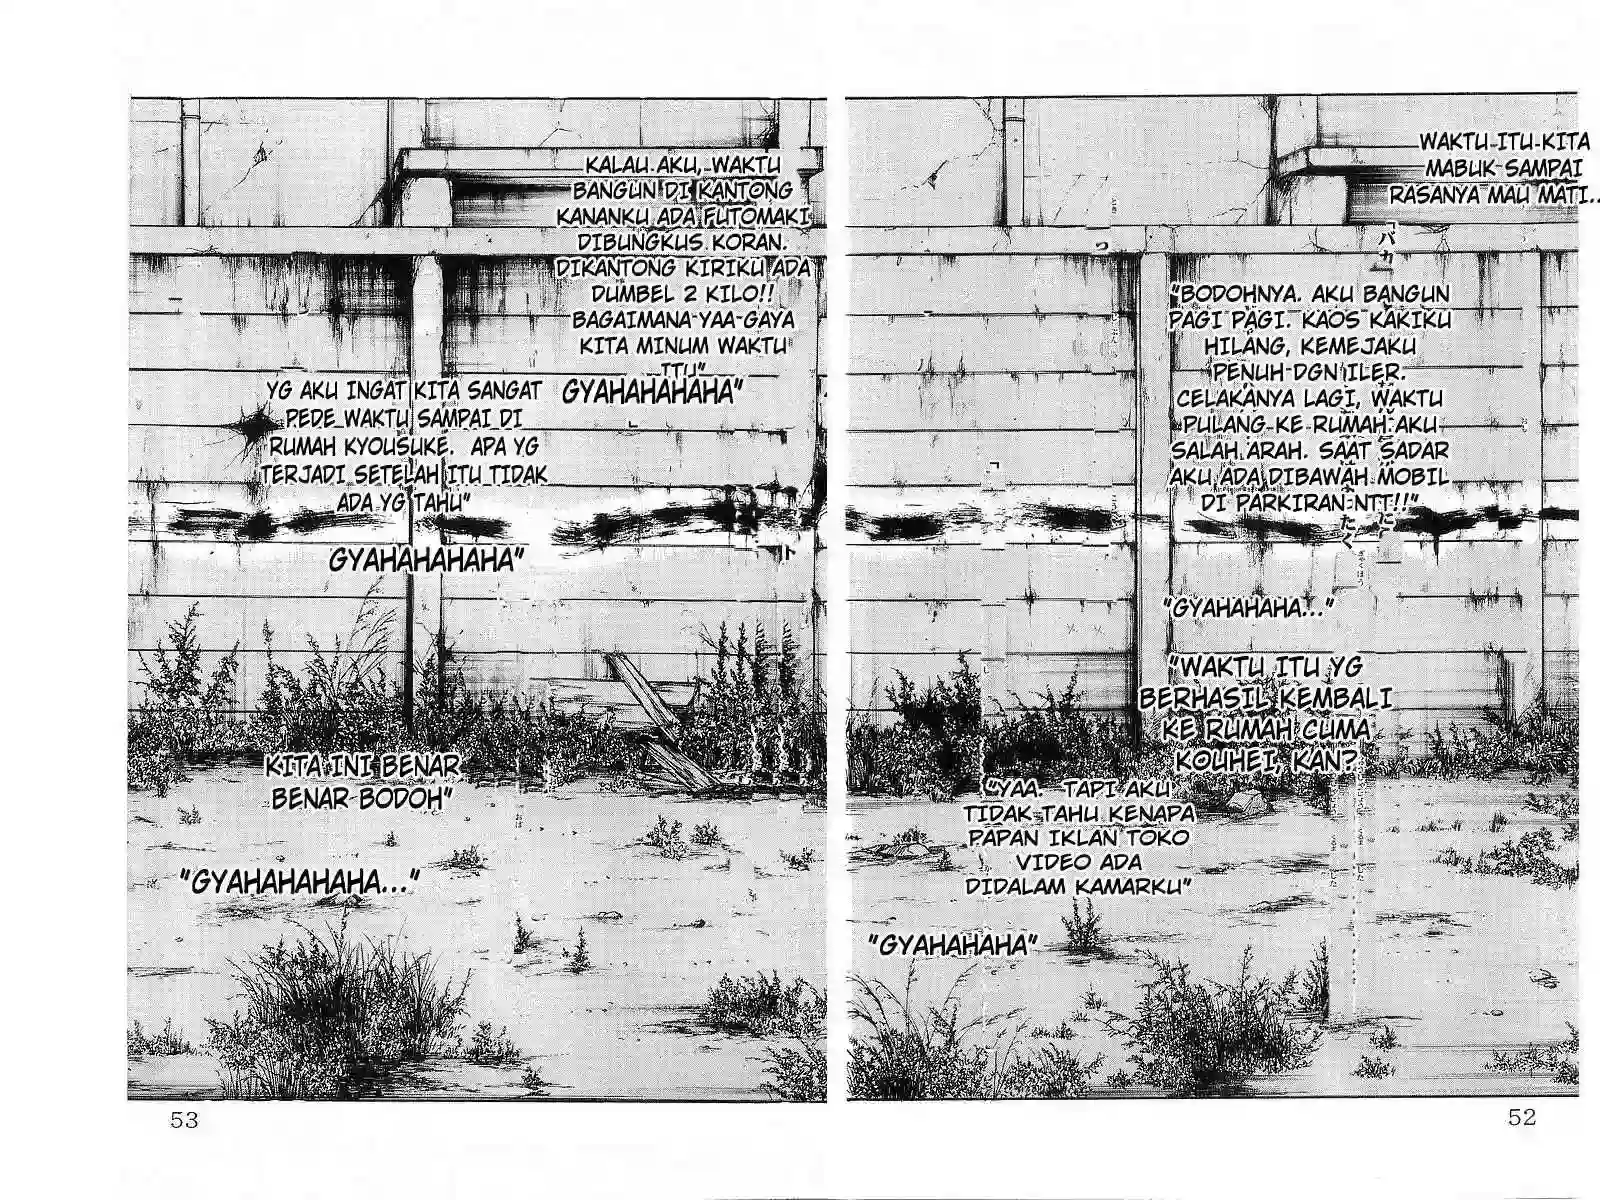 WAKTU ITU KITA
MABUK SAMPAI
RASANYA MAU MATI..
"BODOHNYA. AKU BANGUN
PAGI PAGI. KAOS KAKIKU
HILANG, KEMEJAKU
PENUH DGN ILER.
CELAKANYA LAGI, WAKTU
PULANG KE RUMAH AKU
SALAH ARAH. SAAT SADAR
AKU ADA DIBAWAH MOBIL
DI PARKIRAN NTT!!"
"GYAHAHAHA..."
"WAKTU ITU YG
BERHASIL KEMBALI
KE RUMAH CUMA
KOUHEI, KAN?
"YAA. TAPI AKU
TIDAK TAHU KENAPA
PAPAN IKLAN TOKO
VIDEO ADA
DIDALAM KAMARKU"
"GYAHAHAHA"
52
KALAU AKU, WAKTU
BANGUN DI KANTONG
KANANKU ADA FUTOMAKI
DIBUNGKUS KORAN.
DIKANTONG KIRIKU ADA
DUMBEL 2 KILO!!
BAGAIMANA YAA GAYA
KITA MINUM WAKTU
ITU"
GYAHAHAHAHA"
YG AKU INGAT KITA SANGAT
PEDE WAKTU SAMPAI DI
RUMAH KYOUSUKE. APA YG
TERJADI SETELAH ITU TIDAK
ADA YG TAHU"
GYAHAHAHAHA"
KITA INI BENAR
BENAR BODOH"
"GYAHAHAHAHA..."
53